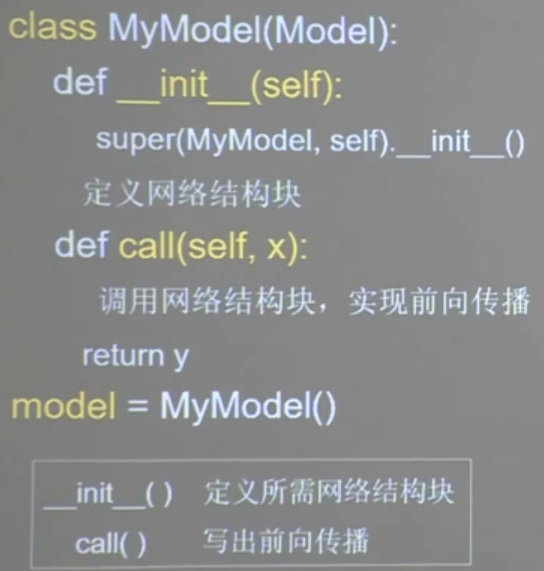 class MyModel(Model):
def __init__(self):
super(MyModel, self).__init__()
定义网络结构块
def call(self, x):
调用网络结构块，实现前向传播
return y
model = MyModel()
__init__( ) 定义所需网络结构块
call( ) 写出前向传播